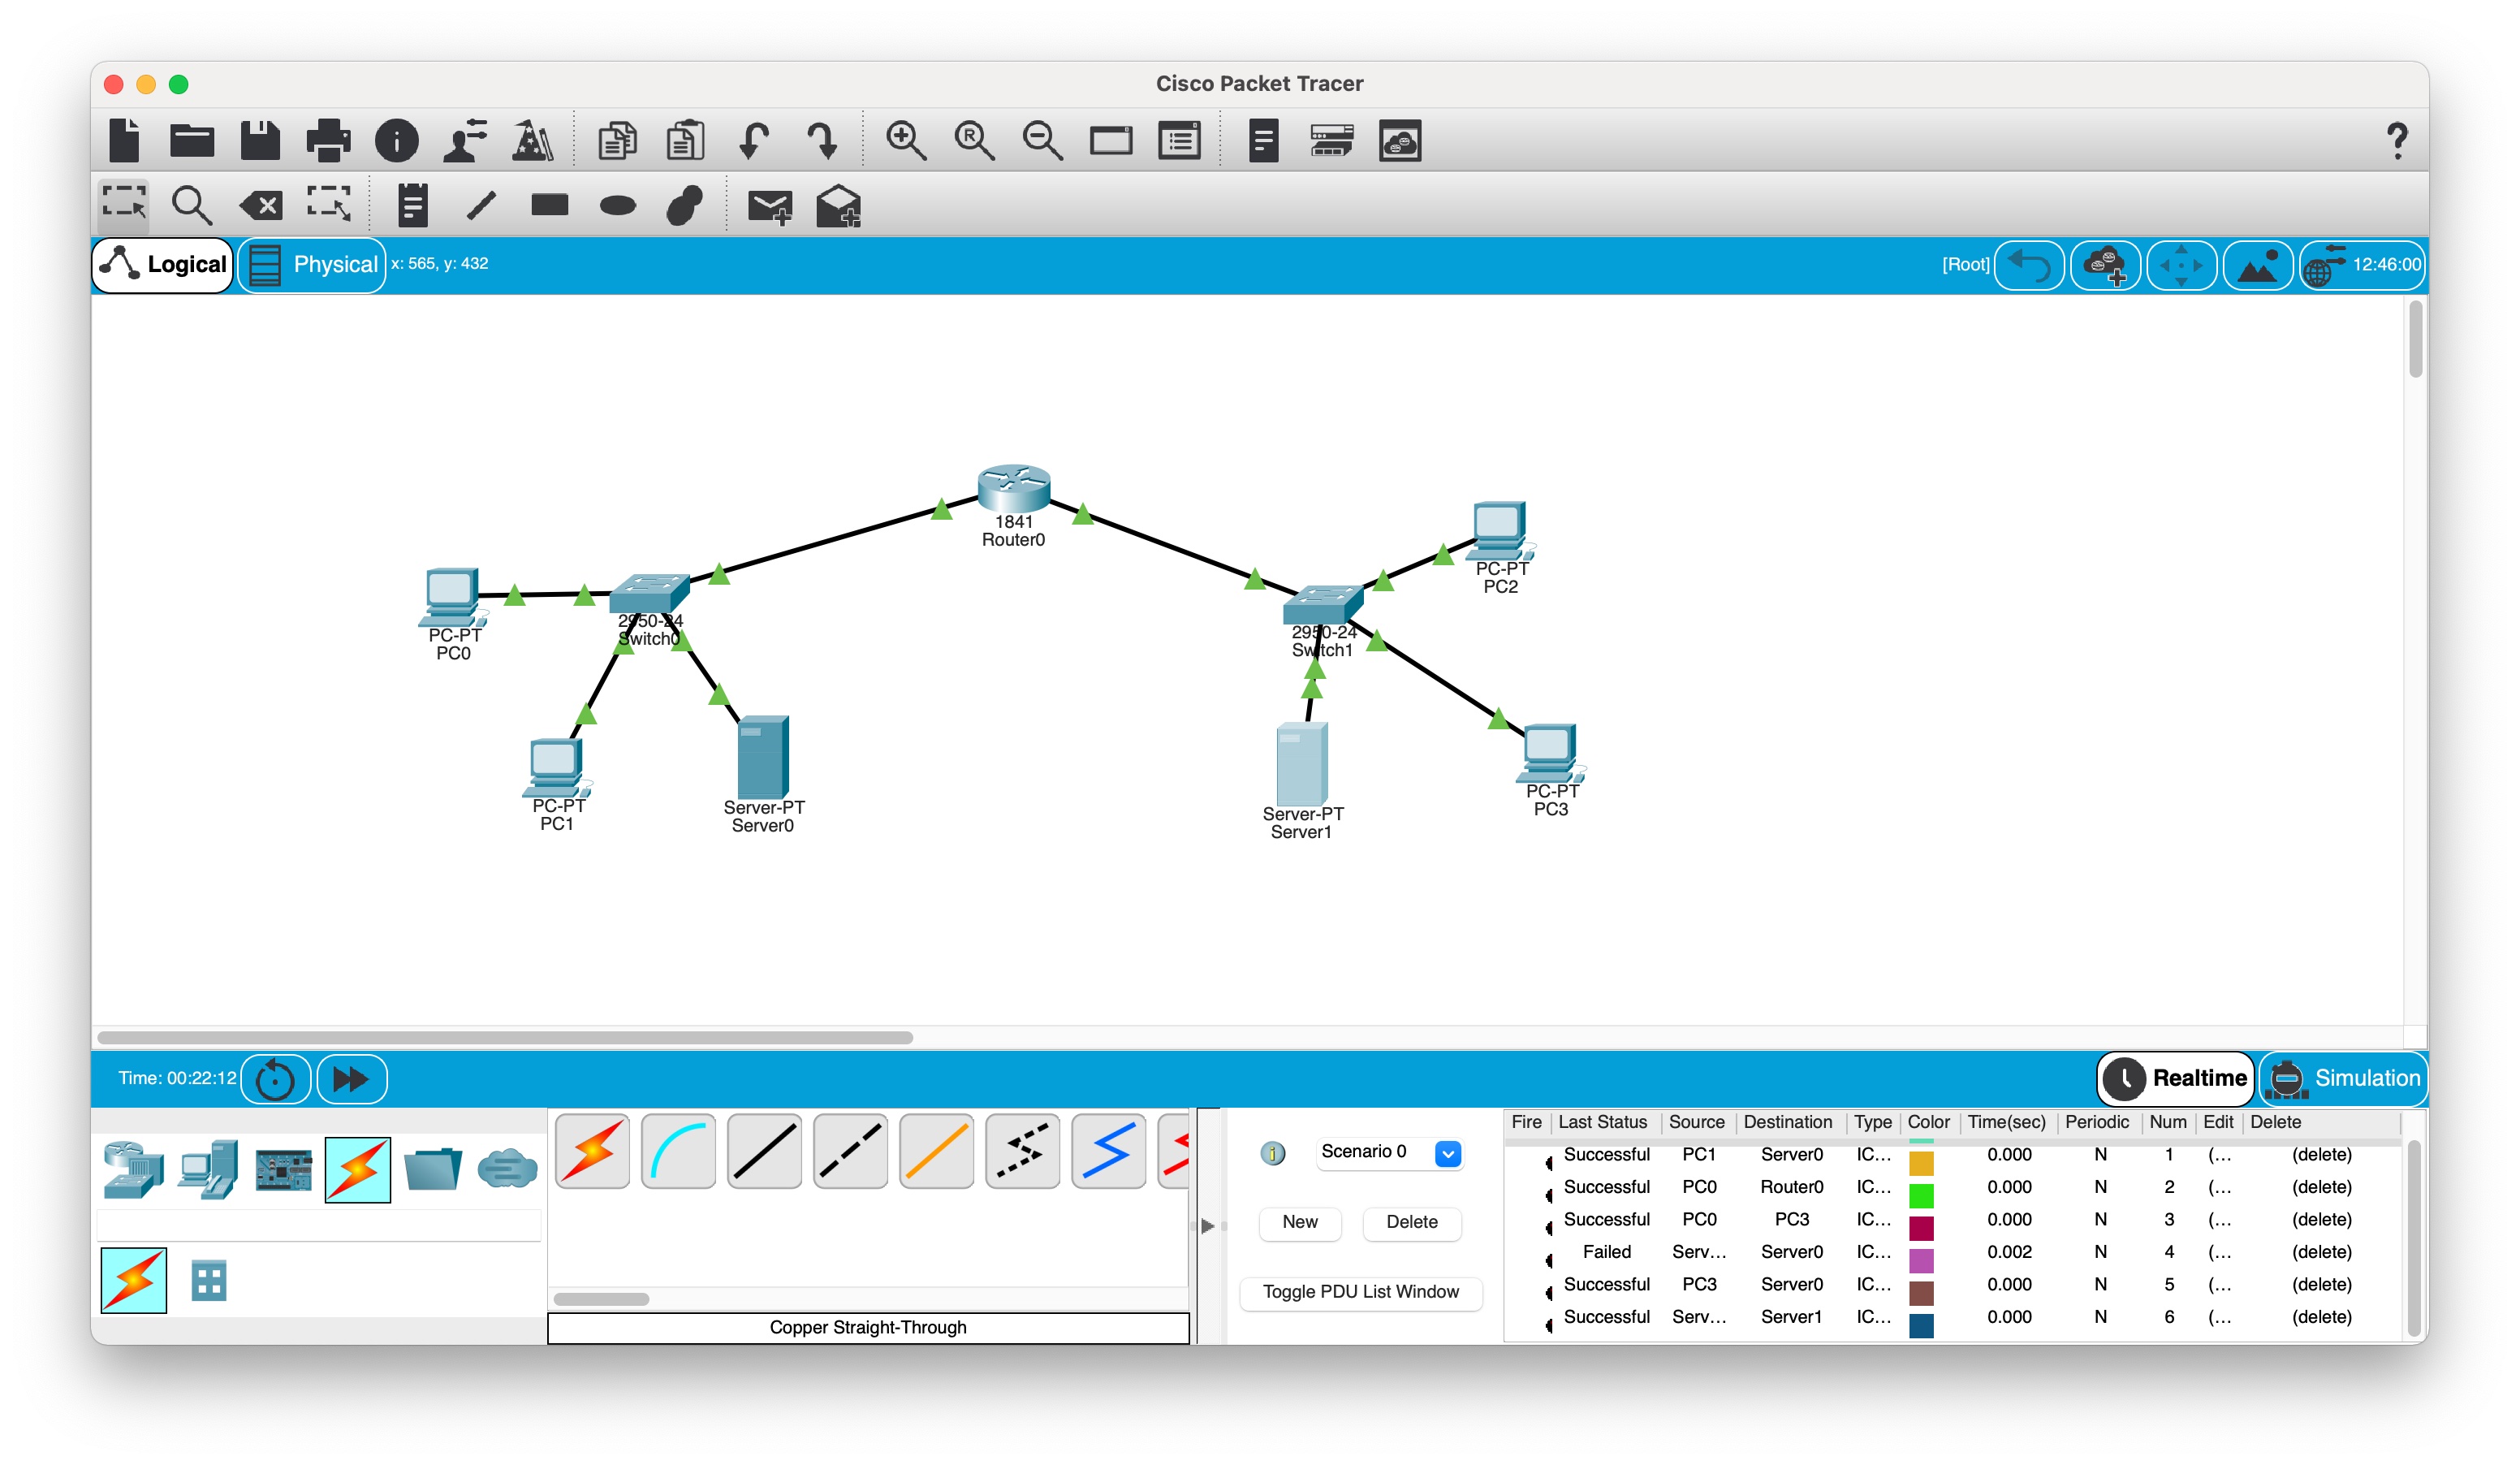 Cisco Packet Tracer
Logical
Physical
x: 565, y: 432
[Root]
12:46:00
1841
Router0
PC-PT
PC0
2950-24
Switch0
PC-PT
PC1
Server-PT
Server0
2950-24
Switch1
PC-PT
PC2
Server-PT
Server1
PC-PT
PC3
Time: 00:22:12
Realtime
Simulation
Copper Straight-Through
Scenario 0
New
Delete
Toggle PDU List Window
Fire Last Status Source Destination Type Color Time(sec) Periodic Num Edit Delete
Successful PC1 Server0 IC... 0.000 N 1 (... (delete)
Successful PC0 Router0 IC... 0.000 N 2 (... (delete)
Successful PC0 PC3 IC... 0.000 N 3 (... (delete)
Failed Serv... Server0 IC... 0.002 N 4 (... (delete)
Successful PC3 Server0 IC... 0.000 N 5 (... (delete)
Successful Serv... Server1 IC... 0.000 N 6 (... (delete)